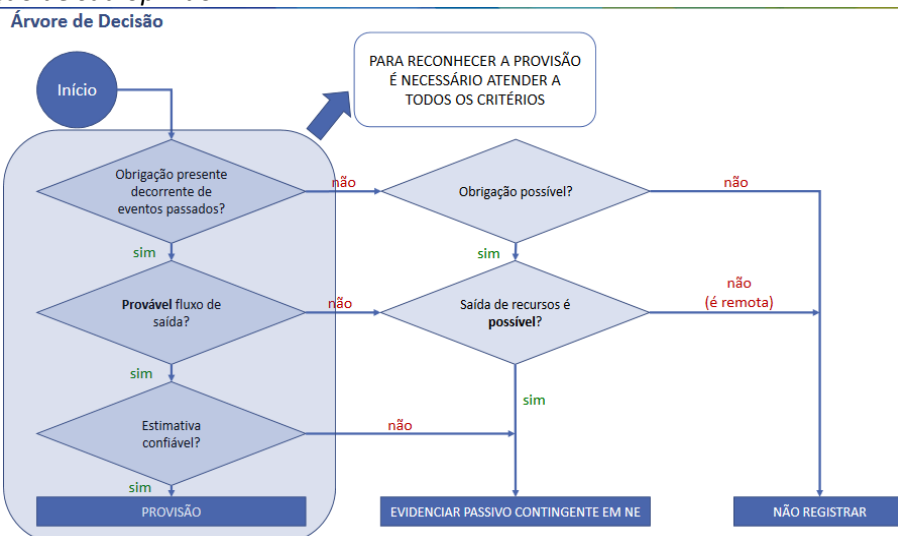 Árvore de Decisão
PARA RECONHECER A PROVISÃO
É NECESSÁRIO ATENDER A
TODOS OS CRITÉRIOS
Início
Obrigação presente
decorrente de
eventos passados?
não
Obrigação possível?
não
sim
sim
Provável fluxo de
saída?
não
Saída de recursos é
possível?
não
(é remota)
sim
sim
Estimativa
confiável?
não
sim
PROVISÃO
EVIDENCIAR PASSIVO CONTINGENTE EM NE
NÃO REGISTRAR